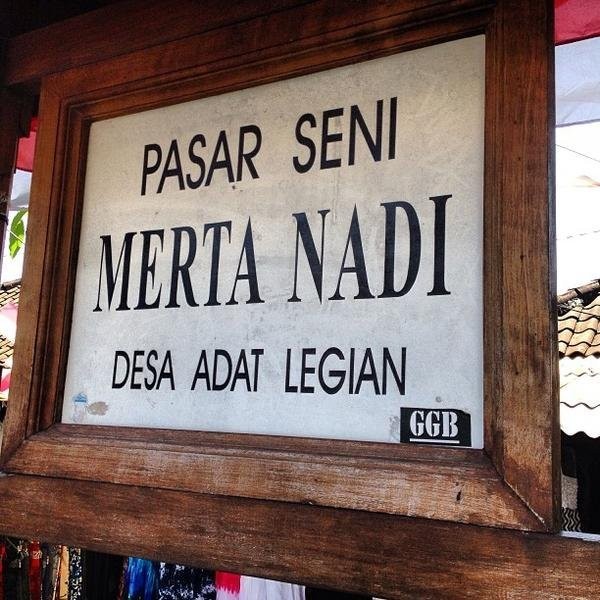 PASAR SENI
MERTA NADI
DESA ADAT LEGIAN
GGB